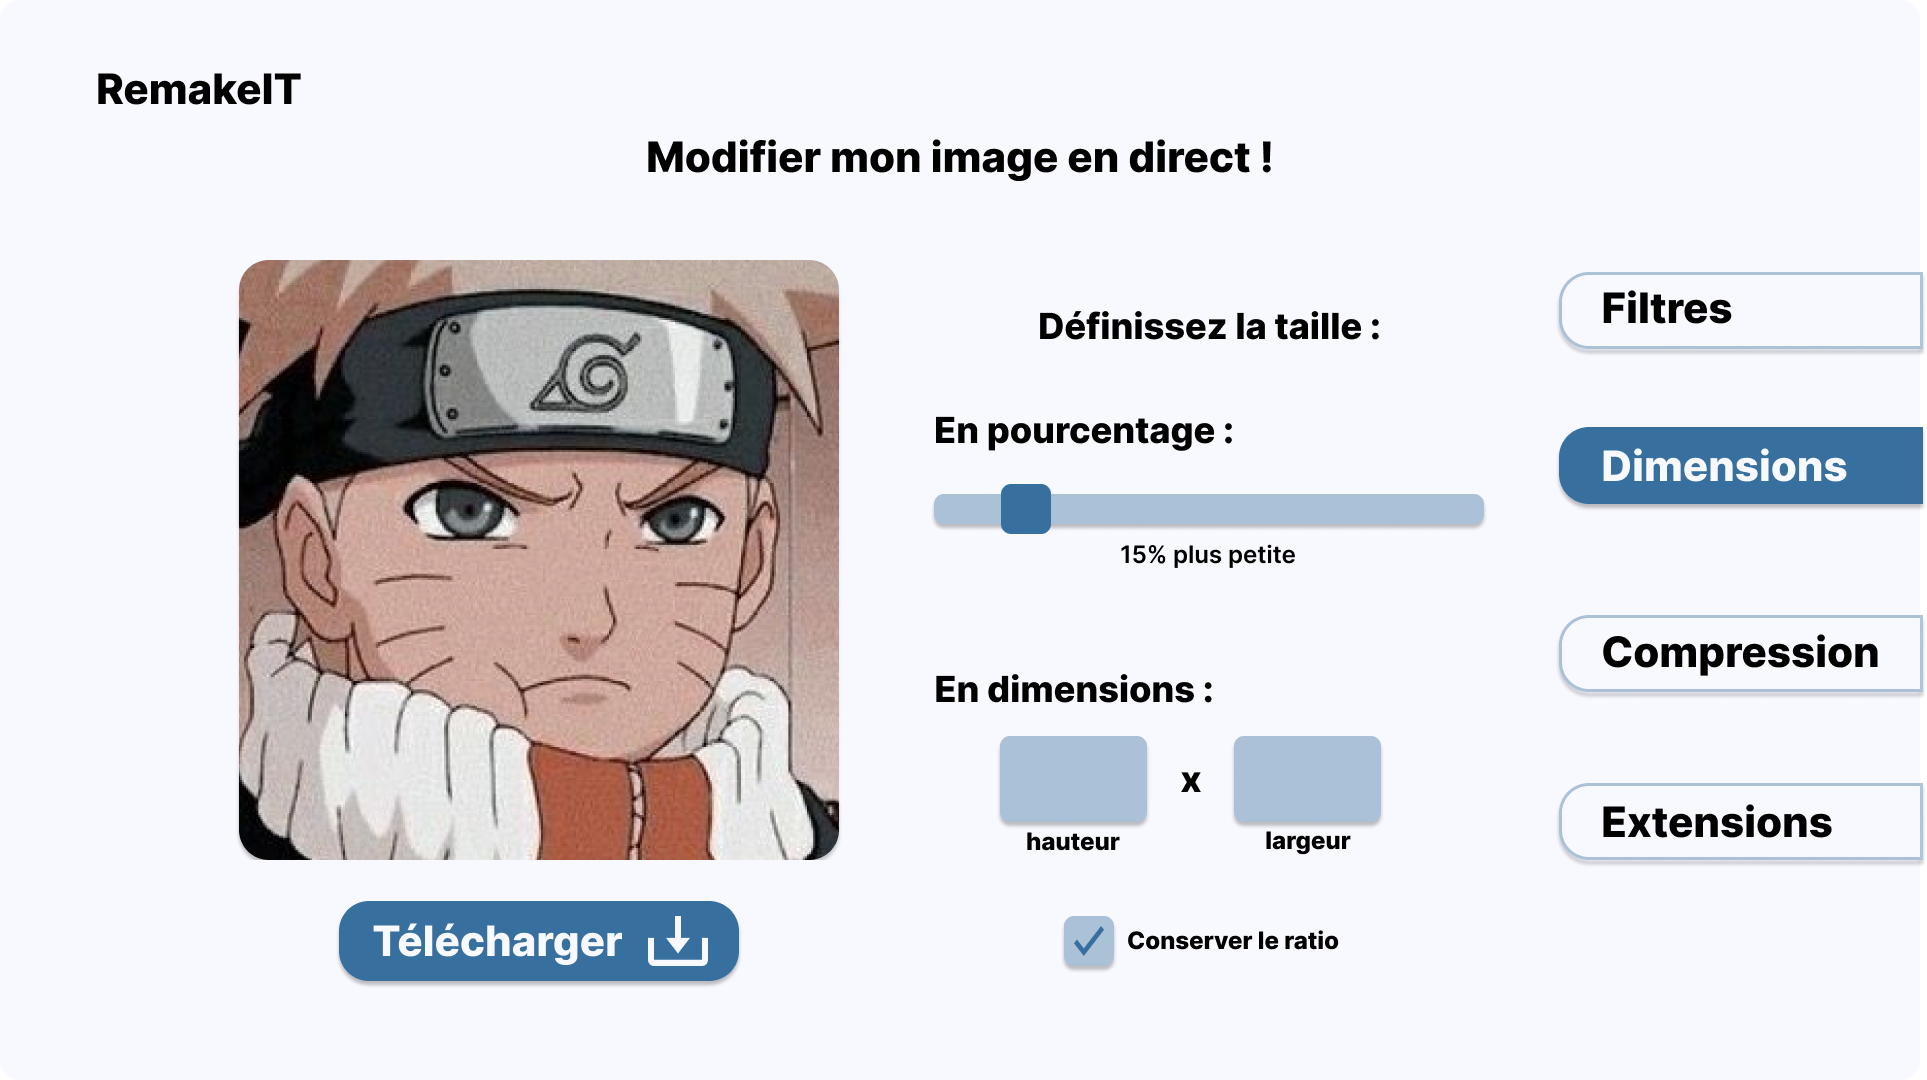 RemakeIT
Modifier mon image en direct !
Définissez la taille :
En pourcentage :
15% plus petite
En dimensions :
x
hauteur
largeur
Conserver le ratio
Télécharger
Filtres
Dimensions
Compression
Extensions